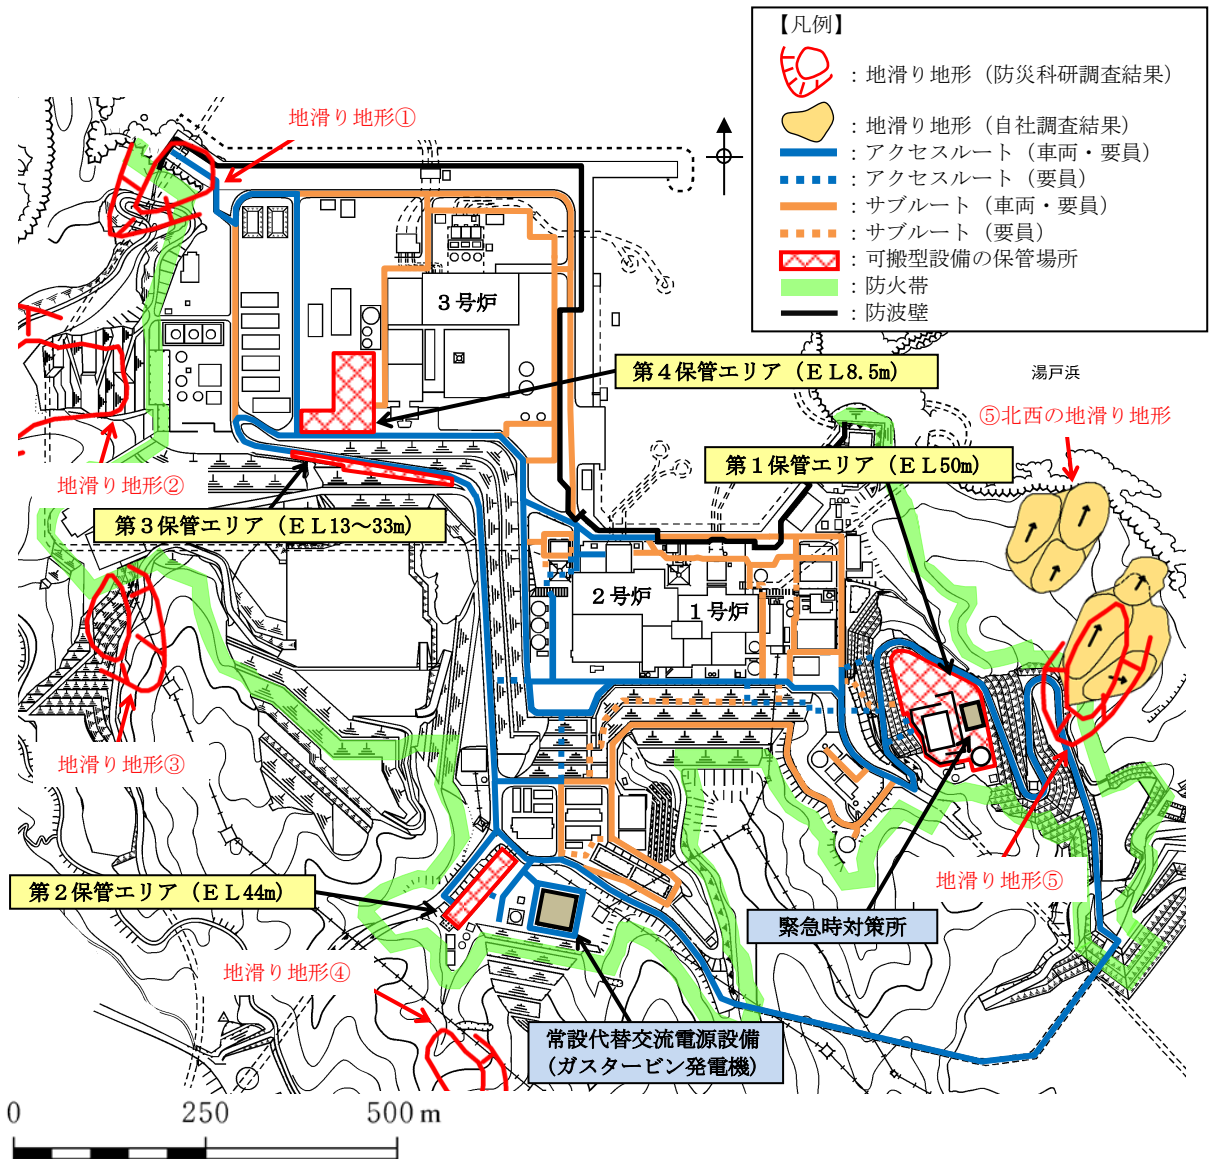 【凡例】
：地滑り地形（防災科研調査結果）
：地滑り地形（自社調査結果）
：アクセスルート（車両・要員）
：アクセスルート（要員）
：サブルート（車両・要員）
：サブルート（要員）
：可搬型設備の保管場所
：防火帯
：防波壁
地滑り地形①
３号炉
第４保管エリア（ＥＬ8.5m）
湯戸浜
⑤北西の地滑り地形
第１保管エリア（ＥＬ50m）
地滑り地形②
第３保管エリア（ＥＬ13～33m）
２号炉
１号炉
地滑り地形③
地滑り地形⑤
第２保管エリア（ＥＬ44m）
緊急時対策所
地滑り地形④
常設代替交流電源設備
（ガスタービン発電機）
0 250 500 m